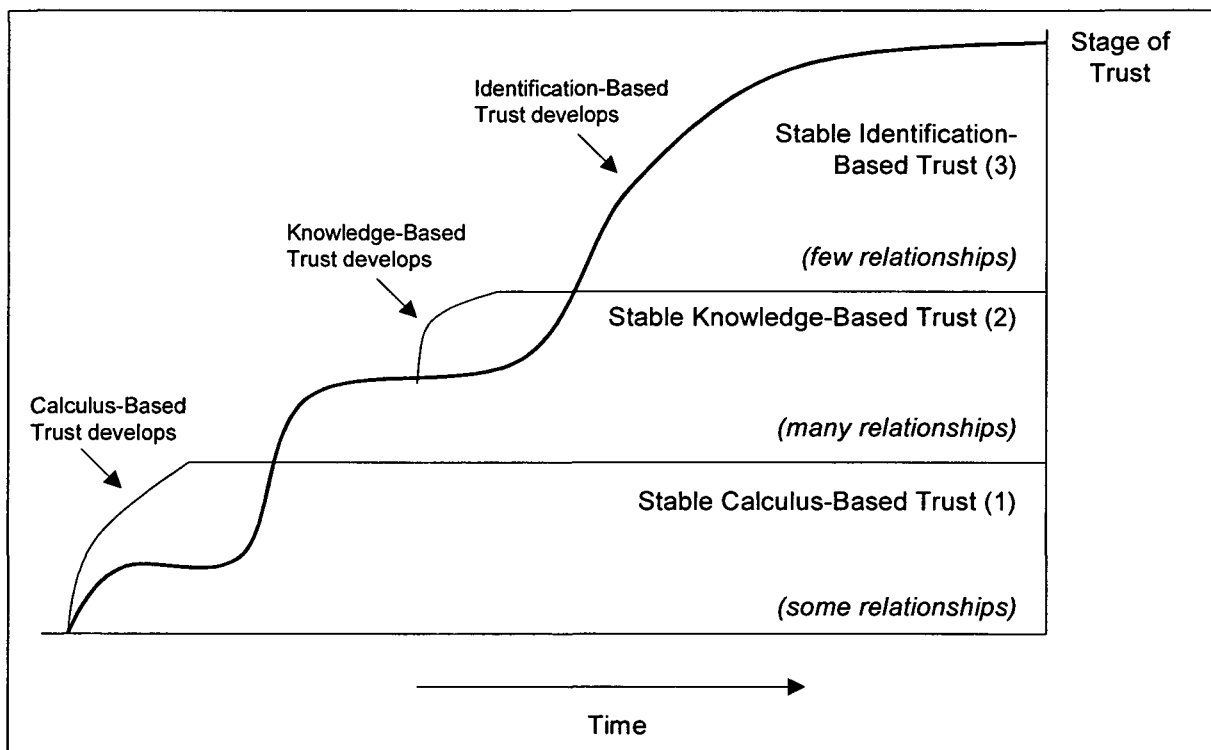 Stage of
Trust
Identification-Based
Trust develops
Stable Identification-
Based Trust (3)
Knowledge-Based
Trust develops
(few relationships)
Stable Knowledge-Based Trust (2)
Calculus-Based
Trust develops
(many relationships)
Stable Calculus-Based Trust (1)
(some relationships)
Time